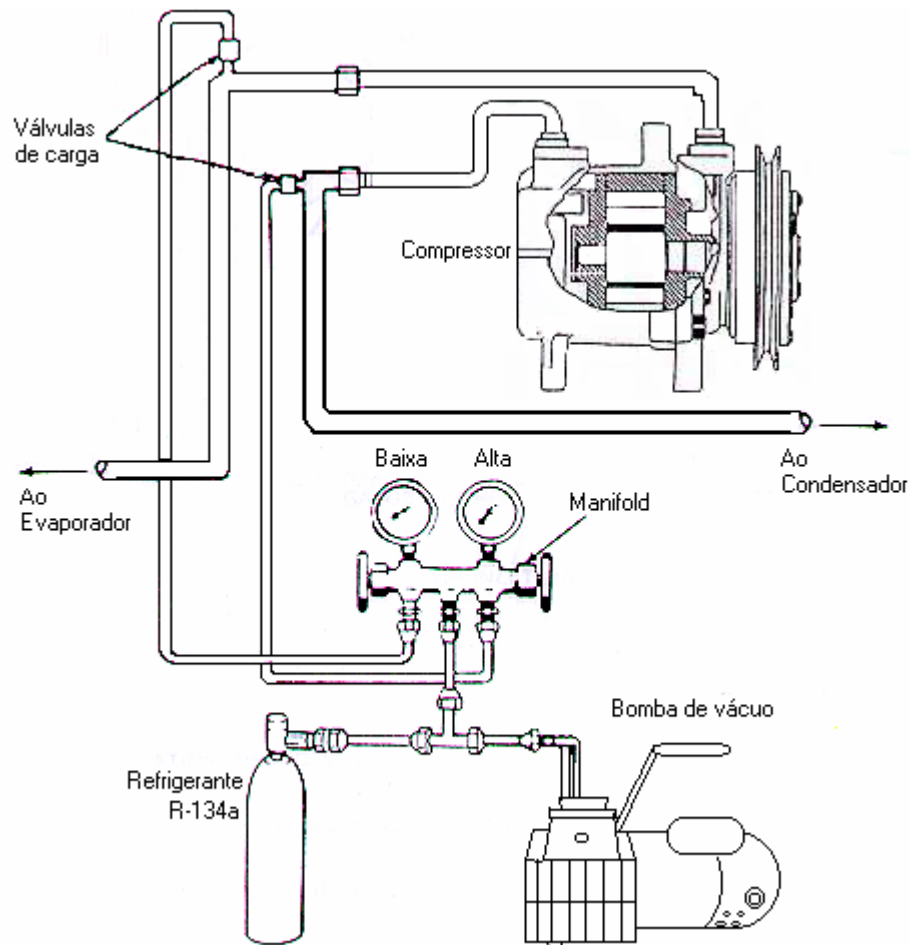 Válvulas
de carga
Compressor
Baixa
Alta
Ao
Evaporador
Ao
Condensador
Manifold
Bomba de vácuo
Refrigerante
R-134a